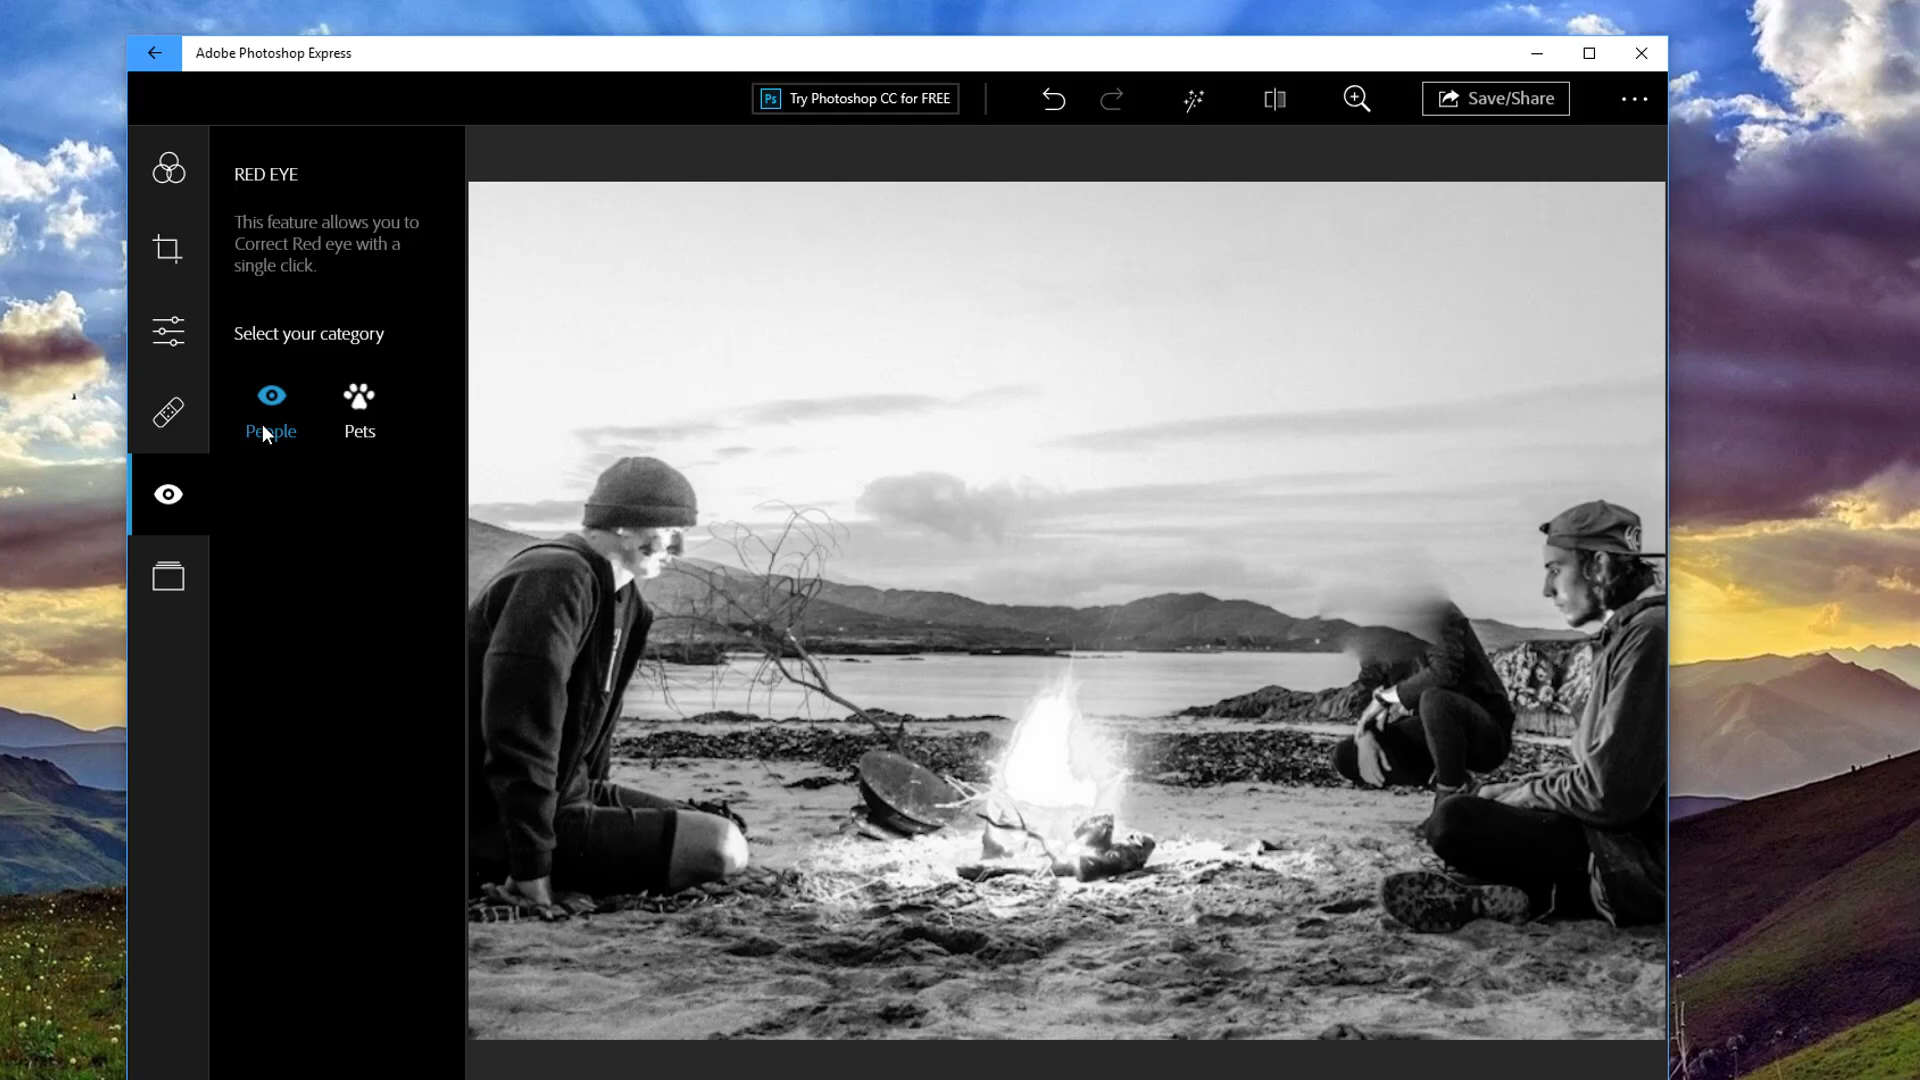 Adobe Photoshop Express
Ps Try Photoshop CC for FREE
Save/Share
RED EYE
This feature allows you to
Correct Red eye with a
single click.
Select your category
People Pets